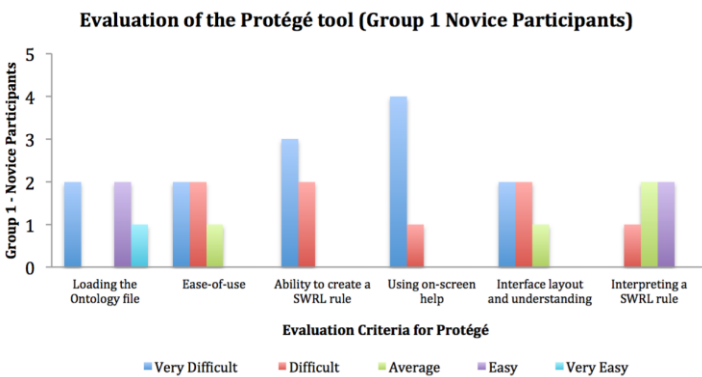 Evaluation of the Protégé tool (Group 1 Novice Participants)
Group 1 - Novice Participants
5
4
3
2
1
0
Loading the
Ontology file
Ease-of-use
Ability to create a
SWRL rule
Using on-screen
help
Interface layout
and understanding
Interpreting a
SWRL rule
Evaluation Criteria for Protégé
Very Difficult Difficult Average Easy Very Easy